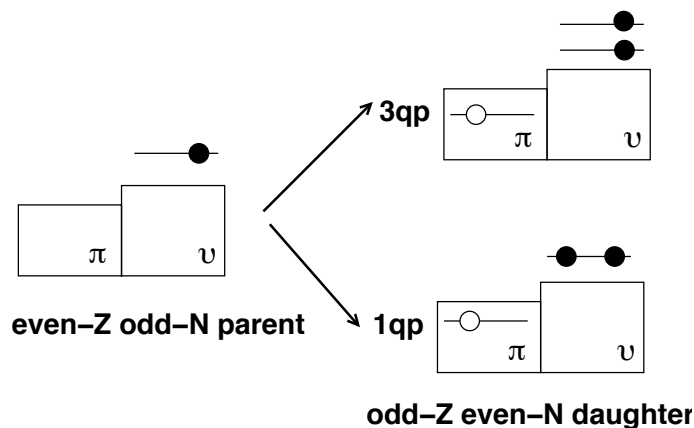 3qp
π
υ
π
υ
even–Z odd–N parent
1qp
π
υ
odd–Z even–N daughter